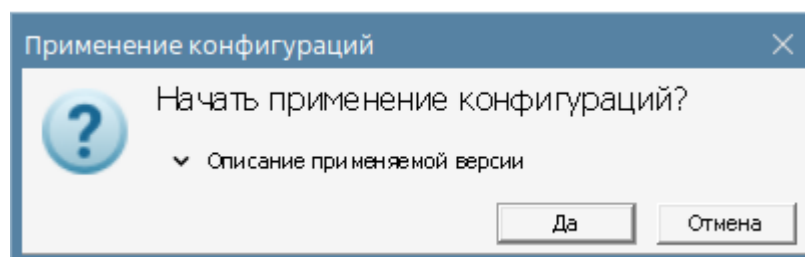 Применение конфигураций
Начать применение конфигураций?
Описание применяемой версии
Да Отмена